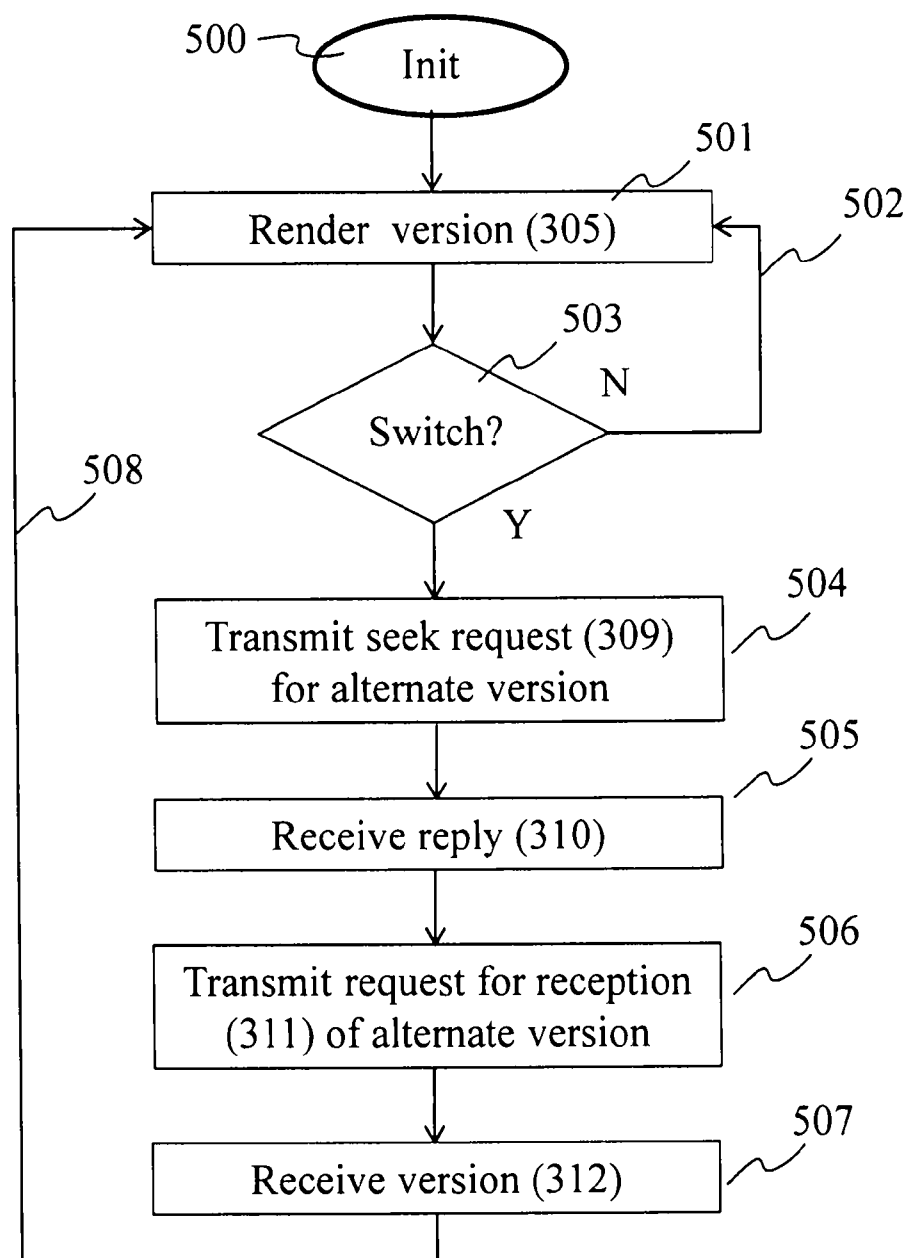 500
Init
501
502
Render version (305)
503
N
Switch?
508
Y
504
Transmit seek request (309)
for alternate version
505
Receive reply (310)
506
Transmit request for reception
(311) of alternate version
507
Receive version (312)